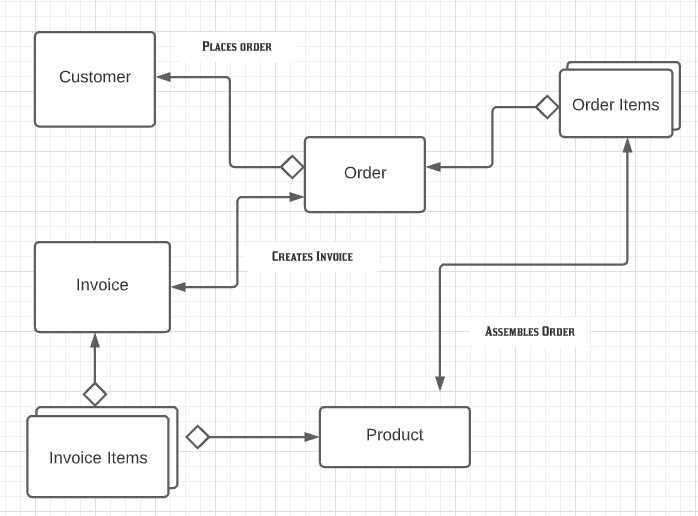 Places order
Customer
Order Items
Order
Creates Invoice
Invoice
Assembles Order
Product
Invoice Items